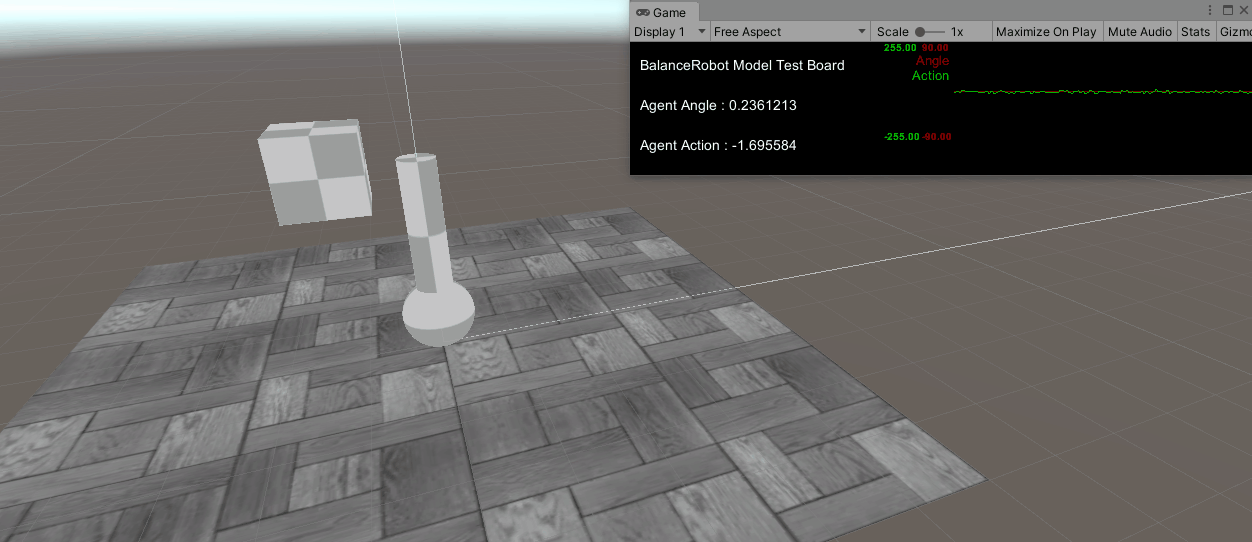 Game
Display 1 Free Aspect Scale 1x Maximize On Play Mute Audio Stats Gizmo
255.00 90.00
BalanceRobot Model Test Board
Angle
Action
Agent Angle : 0.2361213
-255.00 -90.00
Agent Action : -1.695584